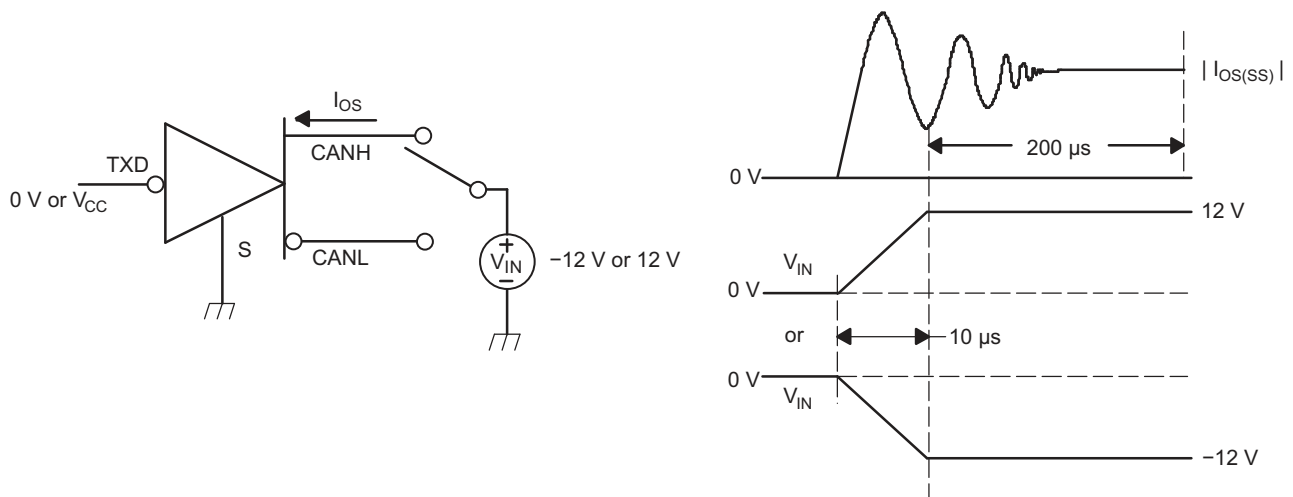 I_OS
TXD
CANH
0 V or V_CC
S
CANL
+
V_IN
−
−12 V or 12 V
| I_OS(SS) |
200 µs
0 V
12 V
V_IN
0 V
or
10 µs
0 V
V_IN
−12 V